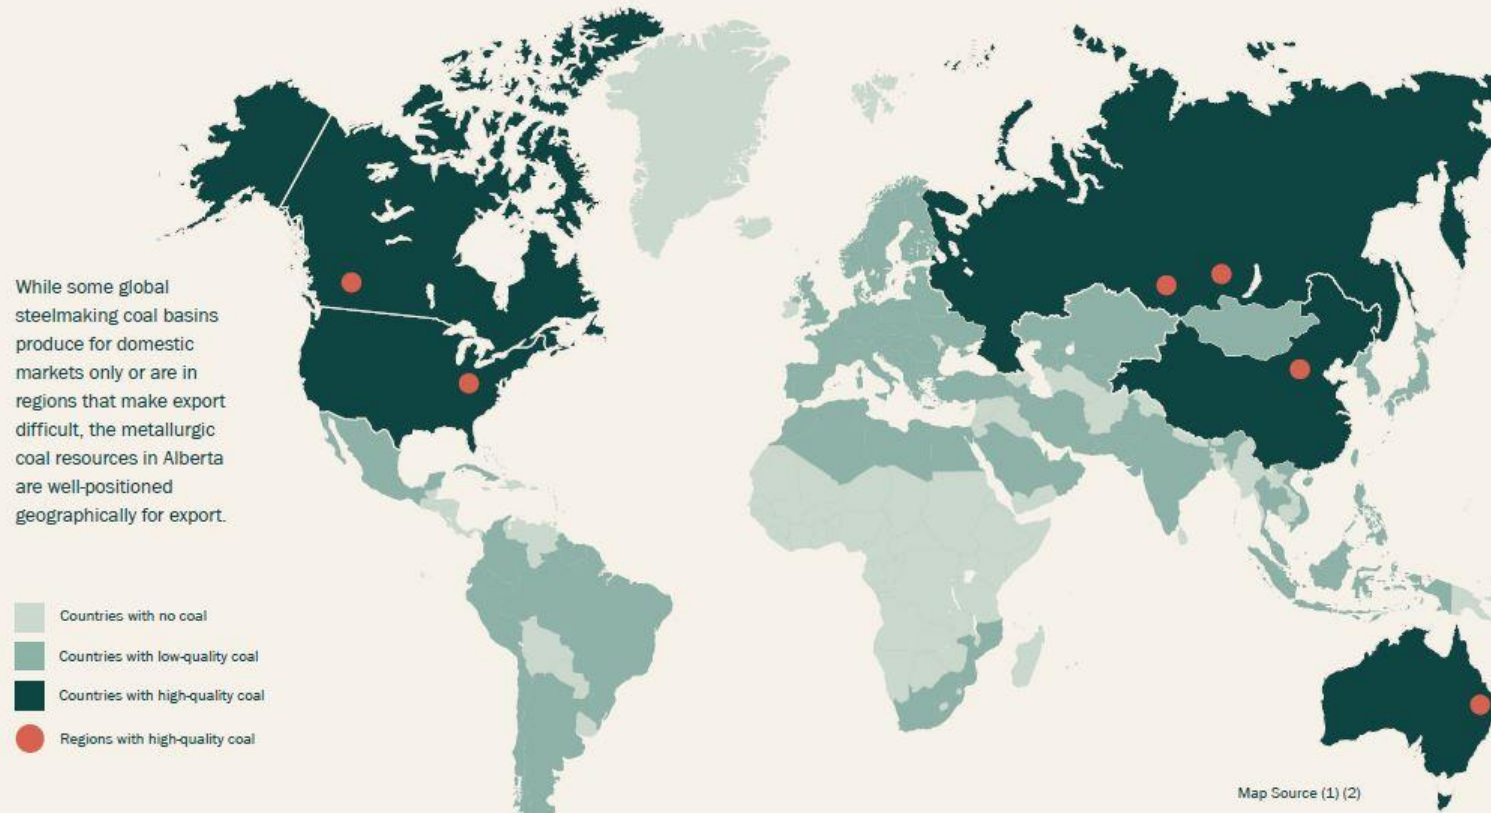 While some global
steelmaking coal basins
produce for domestic
markets only or are in
regions that make export
difficult, the metallurgic
coal resources in Alberta
are well-positioned
geographically for export.
Countries with no coal
Countries with low-quality coal
Countries with high-quality coal
Regions with high-quality coal
Map Source (1) (2)